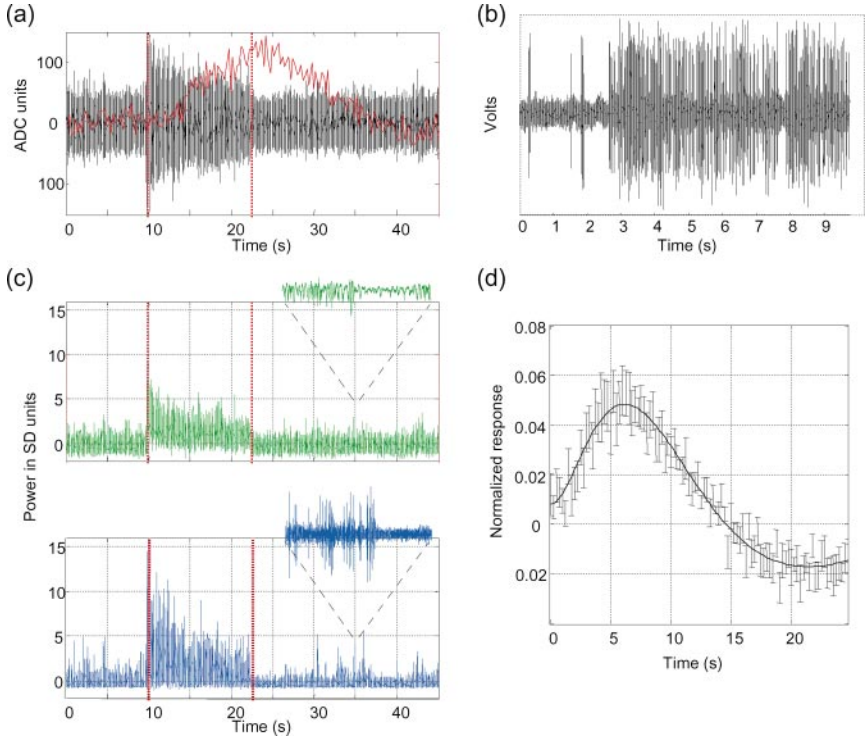 (a)
ADC units
100
0
100
0 10 20 30 40
Time (s)
(b)
Volts
0 1 2 3 4 5 6 7 8 9
Time (s)
(c)
Power in SD units
15
10
5
0
15
10
5
0
0 10 20 30 40
Time (s)
(d)
Normalized response
0.08
0.06
0.04
0.02
0
0.02
0 5 10 15 20
Time (s)